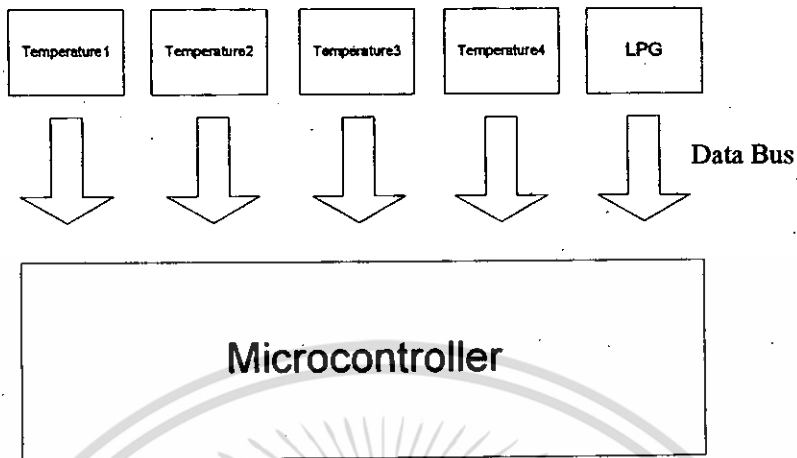 Temperature1
Temperature2
Temperature3
Temperature4
LPG
Data Bus
Microcontroller